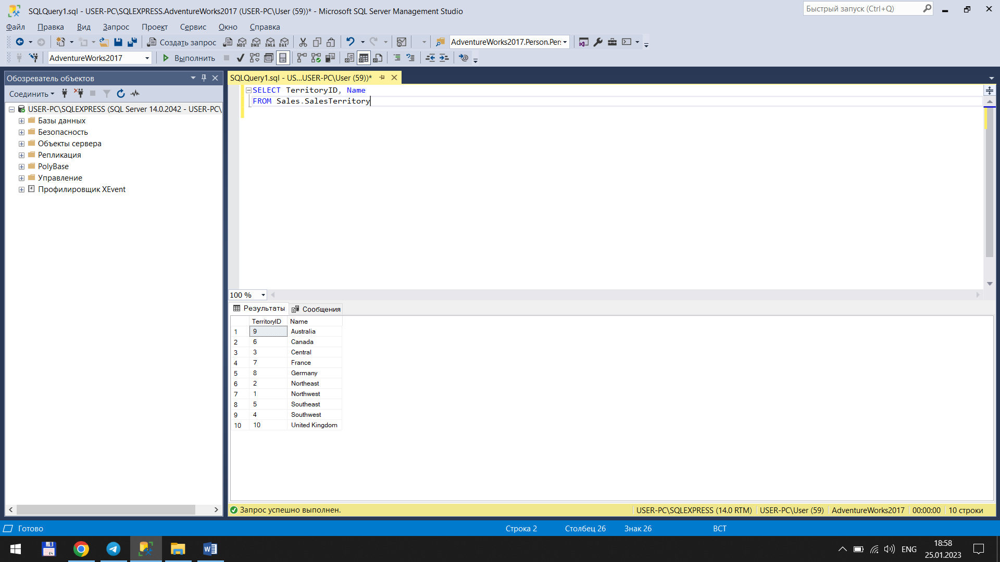 SQLQuery1.sql - USER-PC\SQLEXPRESS.AdventureWorks2017 (USER-PC\User (59))* - Microsoft SQL Server Management Studio
Быстрый запуск (Ctrl+Q)
Файл Правка Вид Запрос Проект Сервис Окно Справка
Создать запрос
MDX DMX XMLA DAX
AdventureWorks2017.Person.Per
AdventureWorks2017
Выполнить
Обозреватель объектов
Соединить
USER-PC\SQLEXPRESS (SQL Server 14.0.2042 - USER-PC\
Базы данных
Безопасность
Объекты сервера
Репликация
PolyBase
Управление
Профилировщик XEvent
SQLQuery1.sql - US...USER-PC\User (59))*
SELECT TerritoryID, Name
FROM Sales.SalesTerritory
100 %
Результаты Сообщения
TerritoryID Name
1 9 Australia
2 6 Canada
3 3 Central
4 7 France
5 8 Germany
6 2 Northeast
7 1 Northwest
8 5 Southeast
9 4 Southwest
10 10 United Kingdom
Запрос успешно выполнен.
USER-PC\SQLEXPRESS (14.0 RTM) USER-PC\User (59) AdventureWorks2017 00:00:00 10 строки
Готово
Строка 2 Столбец 26 Знак 26 ВСТ
64
ENG
18:58
25.01.2023